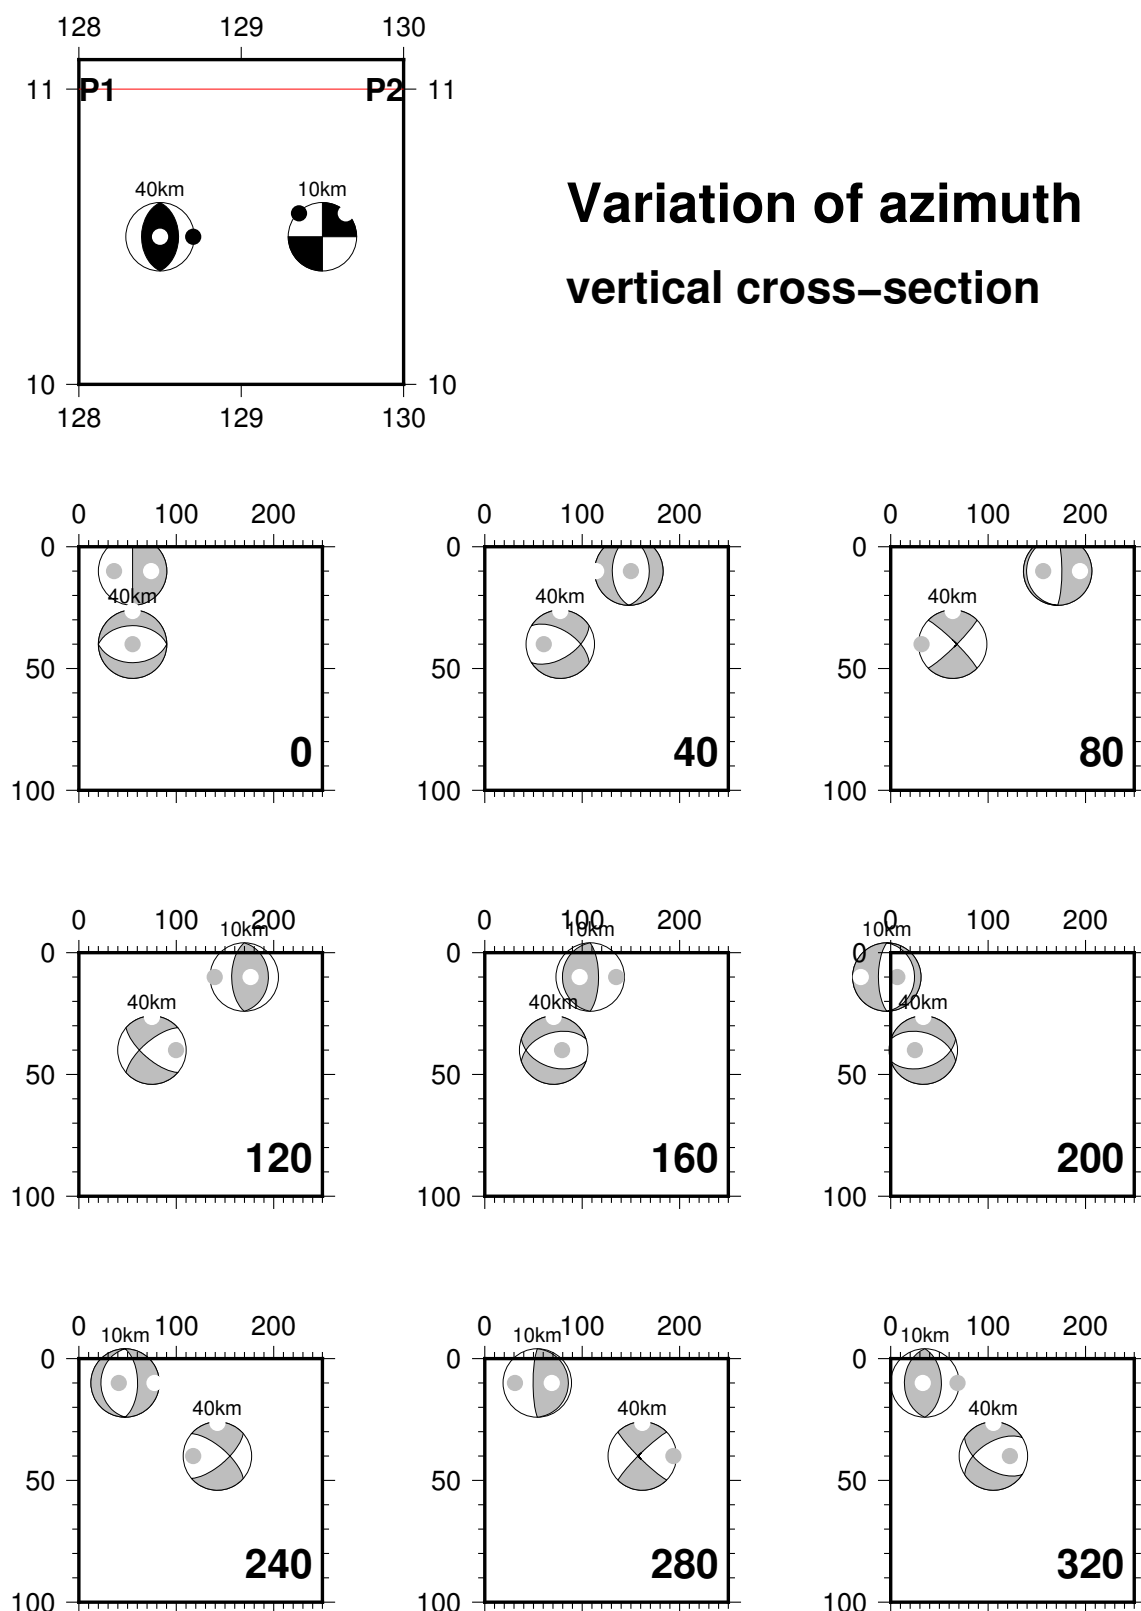 128 129 130
11 P1 P2 11
40km 10km
Variation of azimuth
vertical cross−section
10 10
128 129 130
0 100 200 0 100 200 0 100 200
0 0 0
40km 40km 40km
50 50 50
0 40 80
100 100 100
0 100 200 0 100 200 0 100 200
10km 10km 10km
0 0 0
40km 40km 40km
50 50 50
120 160 200
100 100 100
0 100 200 0 100 200 0 100 200
10km 10km 10km
0 0 0
40km 40km 40km
50 50 50
240 280 320
100 100 100